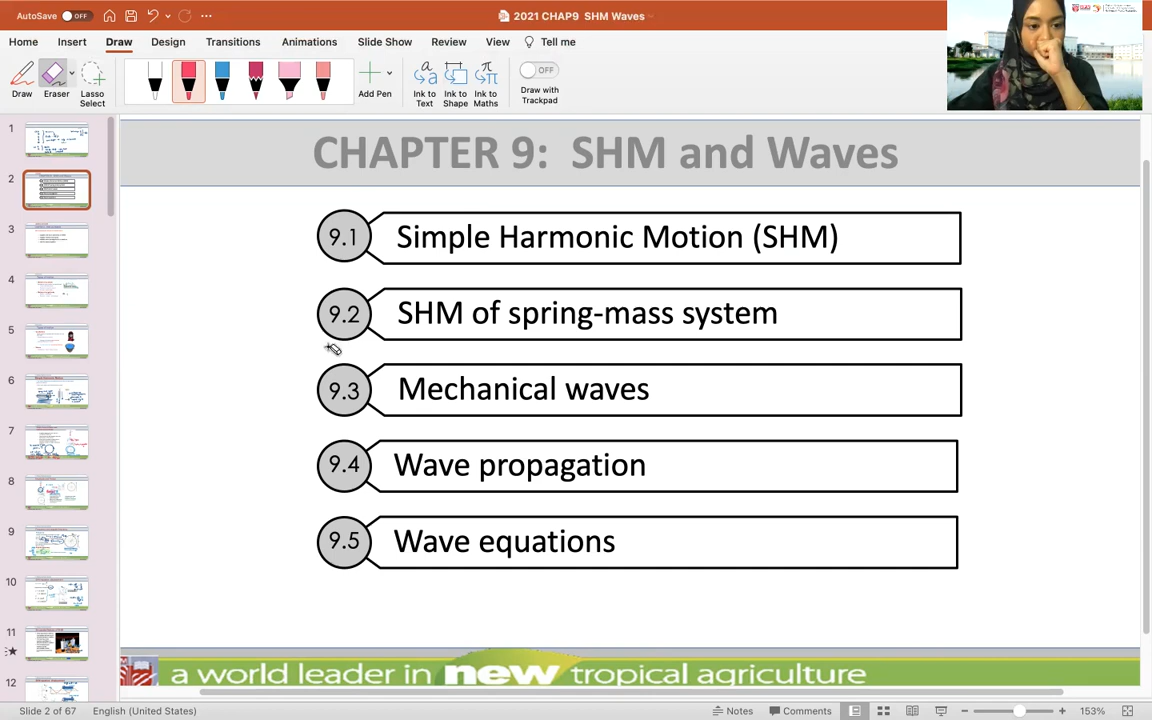 AutoSave OFF
2021 CHAP9 SHM Waves
Home Insert Draw Design Transitions Animations Slide Show Review View Tell me
Draw Eraser Lasso Select Add Pen Ink to Text Ink to Shape Ink to Maths OFF Draw with Trackpad
1
2
3
4
5
6
7
8
9
10
11
12
CHAPTER 9: SHM and Waves
9.1 Simple Harmonic Motion (SHM)
9.2 SHM of spring-mass system
9.3 Mechanical waves
9.4 Wave propagation
9.5 Wave equations
a world leader in new tropical agriculture
Slide 2 of 67 English (United States) Notes Comments 153%